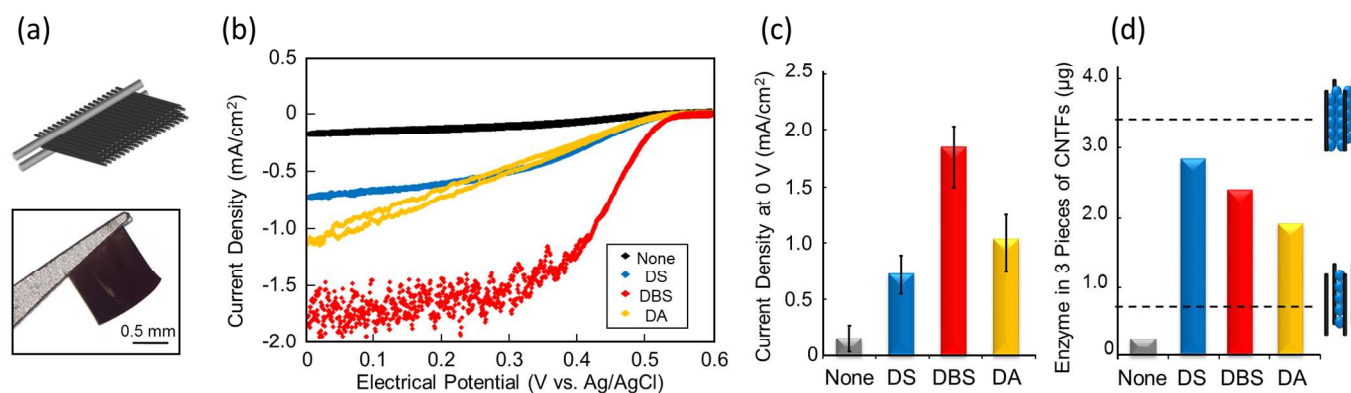 (a)
0.5 mm
(b)
Current Density (mA/cm²)
0.5
0
-0.5
-1.0
-1.5
-2.0
None
DS
DBS
DA
0 0.1 0.2 0.3 0.4 0.5 0.6
Electrical Potential (V vs. Ag/AgCl)
(c)
Current Density at 0 V (mA/cm²)
2.5
2.0
1.5
1.0
0.5
0
None DS DBS DA
(d)
Enzyme in 3 Pieces of CNTFs (µg)
4.0
3.0
2.0
1.0
0
None DS DBS DA